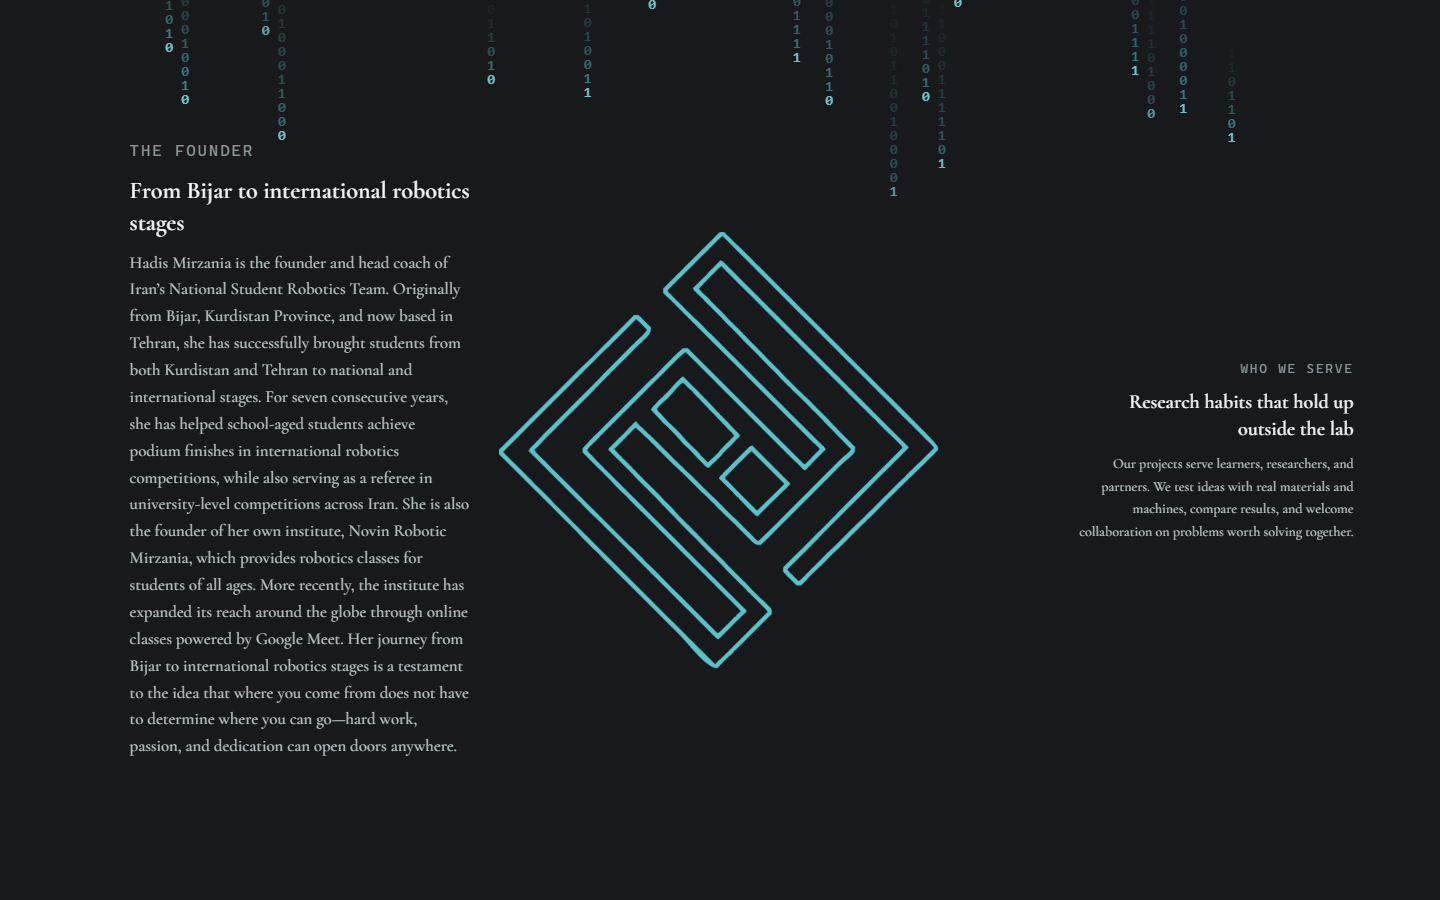 THE FOUNDER
From Bijar to international robotics
stages
Hadis Mirzania is the founder and head coach of
Iran’s National Student Robotics Team. Originally
from Bijar, Kurdistan Province, and now based in
Tehran, she has successfully brought students from
both Kurdistan and Tehran to national and
international stages. For seven consecutive years,
she has helped school-aged students achieve
podium finishes in international robotics
competitions, while also serving as a referee in
university-level competitions across Iran. She is also
the founder of her own institute, Novin Robotic
Mirzania, which provides robotics classes for
students of all ages. More recently, the institute has
expanded its reach around the globe through online
classes powered by Google Meet. Her journey from
Bijar to international robotics stages is a testament
to the idea that where you come from does not have
to determine where you can go—hard work,
passion, and dedication can open doors anywhere.
WHO WE SERVE
Research habits that hold up
outside the lab
Our projects serve learners, researchers, and
partners. We test ideas with real materials and
machines, compare results, and welcome
collaboration on problems worth solving together.